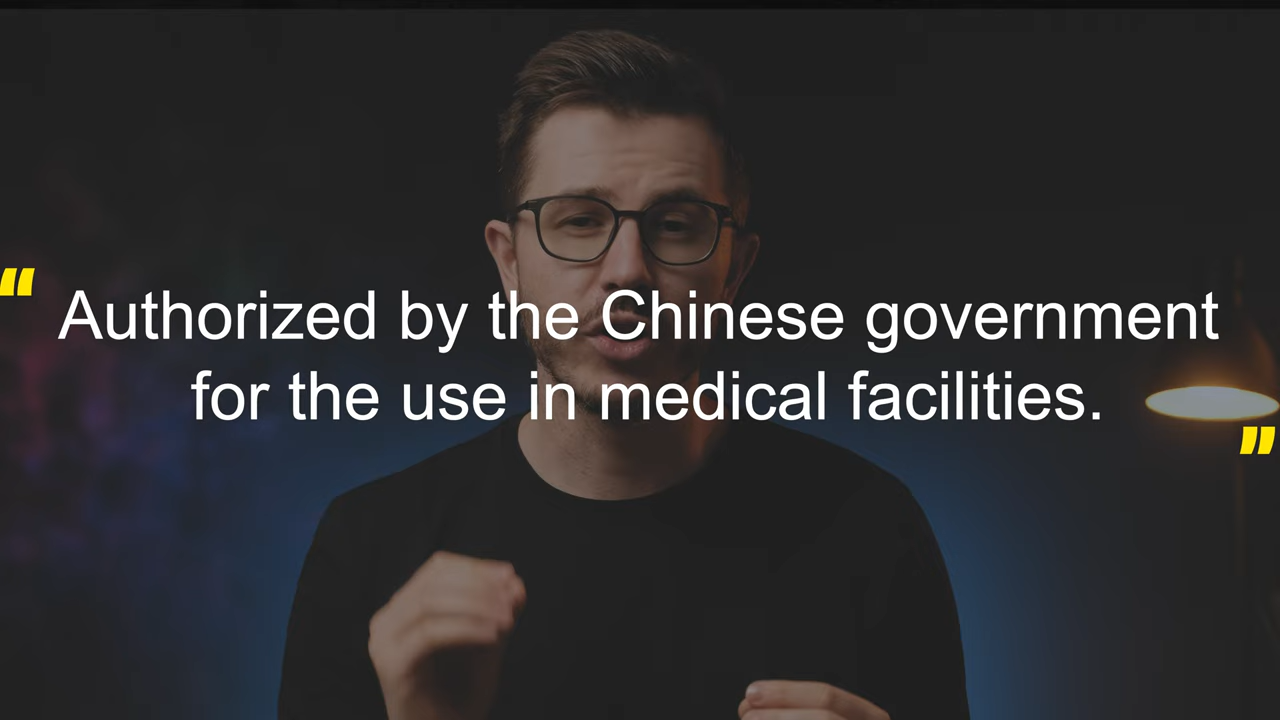 "Authorized by the Chinese government
for the use in medical facilities."